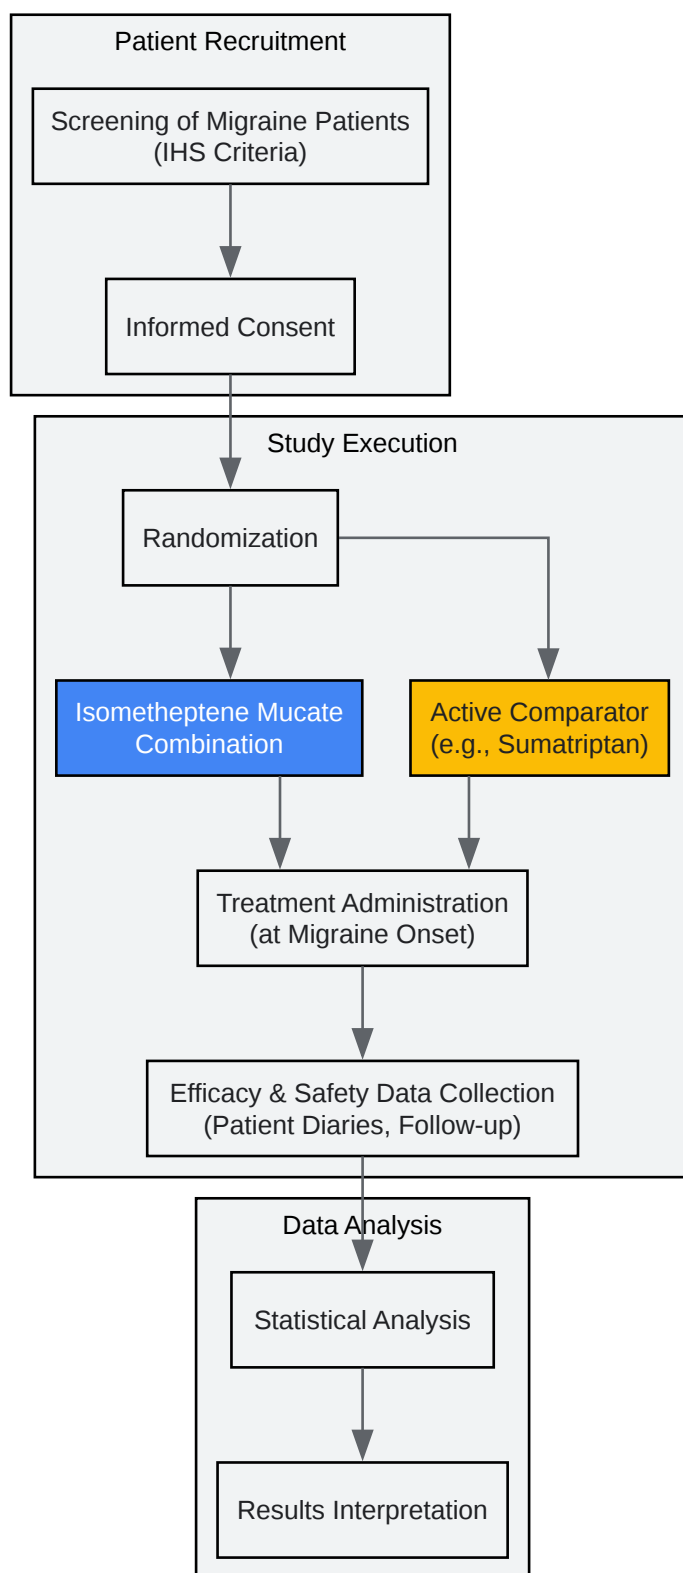 Patient Recruitment
Screening of Migraine Patients
(IHS Criteria)
Informed Consent
Study Execution
Randomization
Isometheptene Mucate
Combination
Active Comparator
(e.g., Sumatriptan)
Treatment Administration
(at Migraine Onset)
Efficacy & Safety Data Collection
(Patient Diaries, Follow-up)
Data Analysis
Statistical Analysis
Results Interpretation